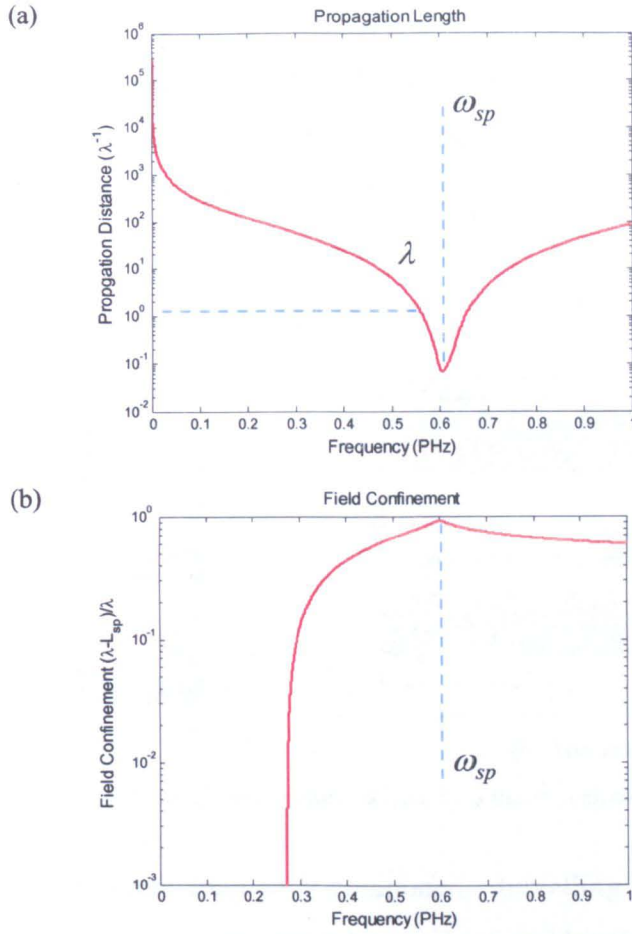 (a)
Propagation Length
10^6
10^5
10^4
10^3
10^2
10^1
10^0
10^-1
10^-2
Propgation Distance (λ^-1)
ω_sp
λ
0 0.1 0.2 0.3 0.4 0.5 0.6 0.7 0.8 0.9 1
Frequency (PHz)
(b)
Field Confinement
10^0
10^-1
10^-2
10^-3
Field Confinement (λ-L_sp)/λ
ω_sp
0 0.1 0.2 0.3 0.4 0.5 0.6 0.7 0.8 0.9 1
Frequency (PHz)